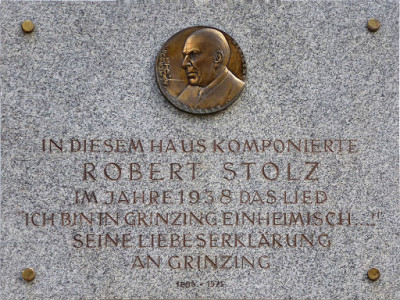 IN DIESEM HAUS KOMPONIERTE
ROBERT STOLZ
IM JAHRE 1938 DAS LIED
"ICH BIN IN GRINZING EINHEIMISCH...!"
SEINE LIEBESERKLÄRUNG
AN GRINZING